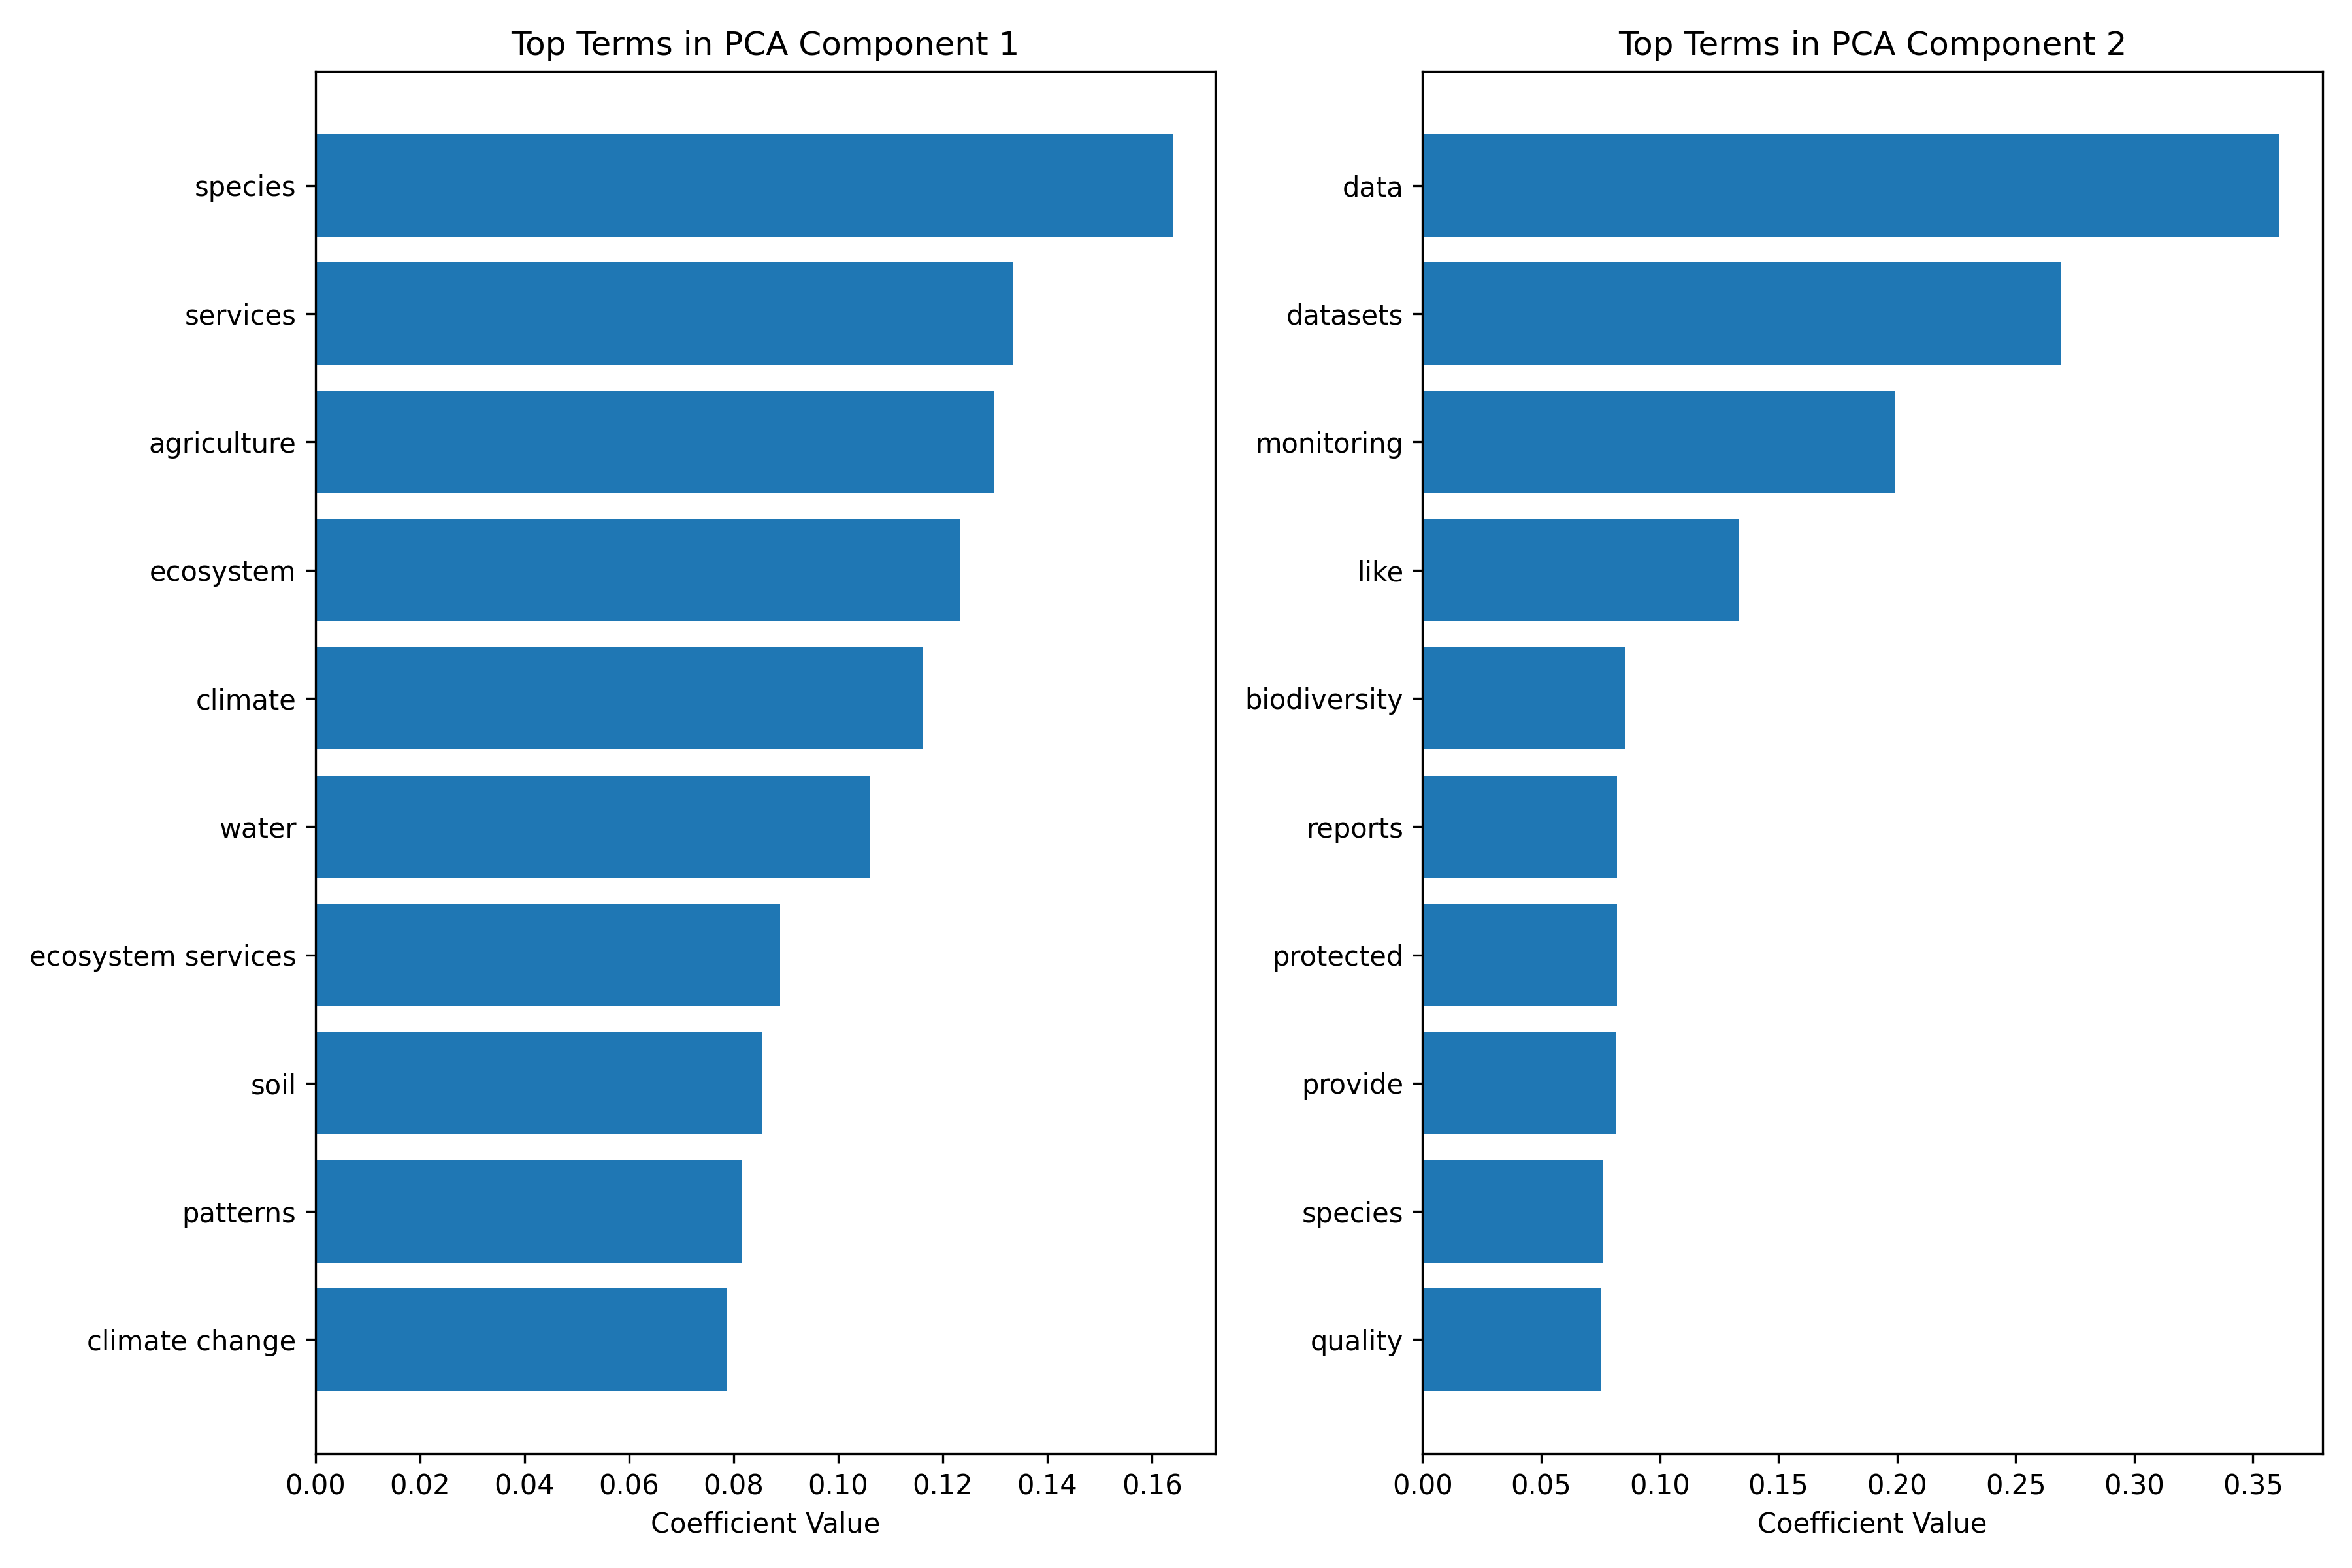 Top Terms in PCA Component 1
species
services
agriculture
ecosystem
climate
water
ecosystem services
soil
patterns
climate change
0.00 0.02 0.04 0.06 0.08 0.10 0.12 0.14 0.16
Coefficient Value
Top Terms in PCA Component 2
data
datasets
monitoring
like
biodiversity
reports
protected
provide
species
quality
0.00 0.05 0.10 0.15 0.20 0.25 0.30 0.35
Coefficient Value